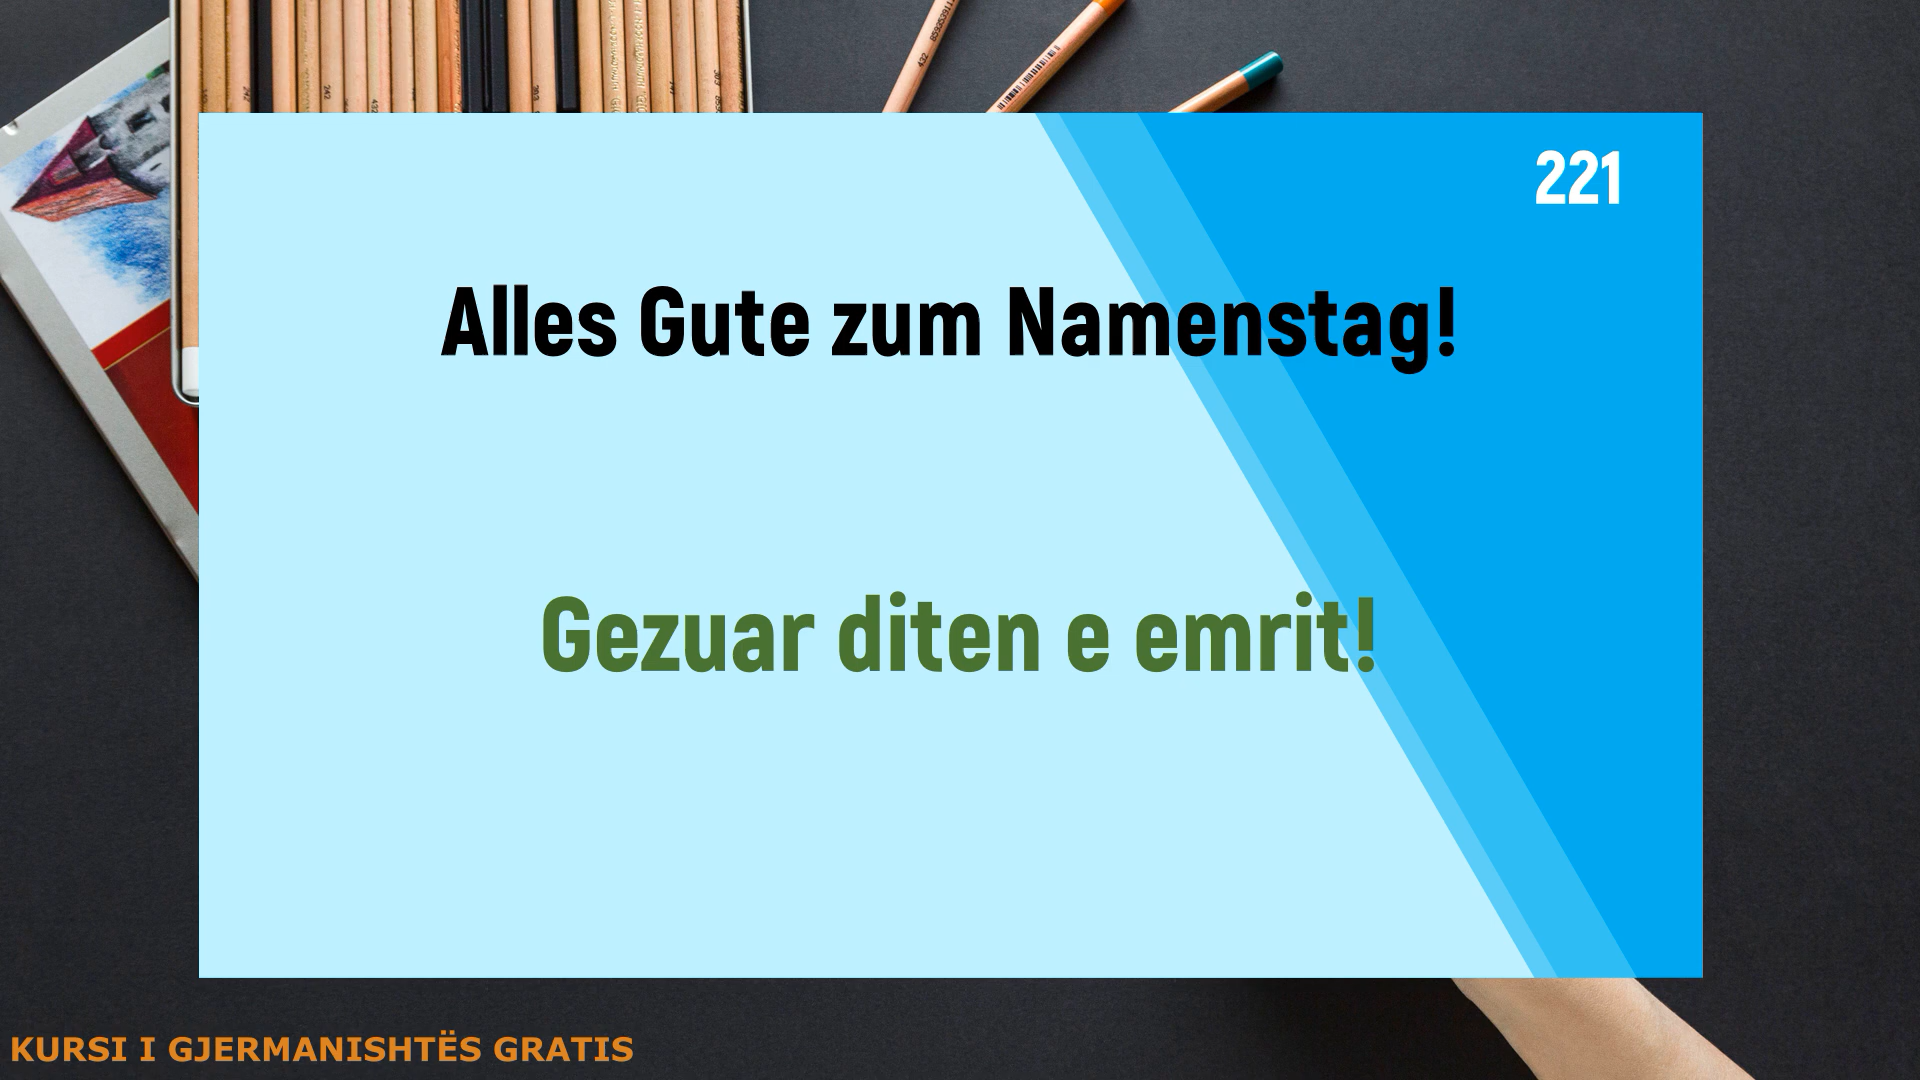 221
Alles Gute zum Namenstag!
Gezuar diten e emrit!
KURSI I GJERMANISHTËS GRATIS